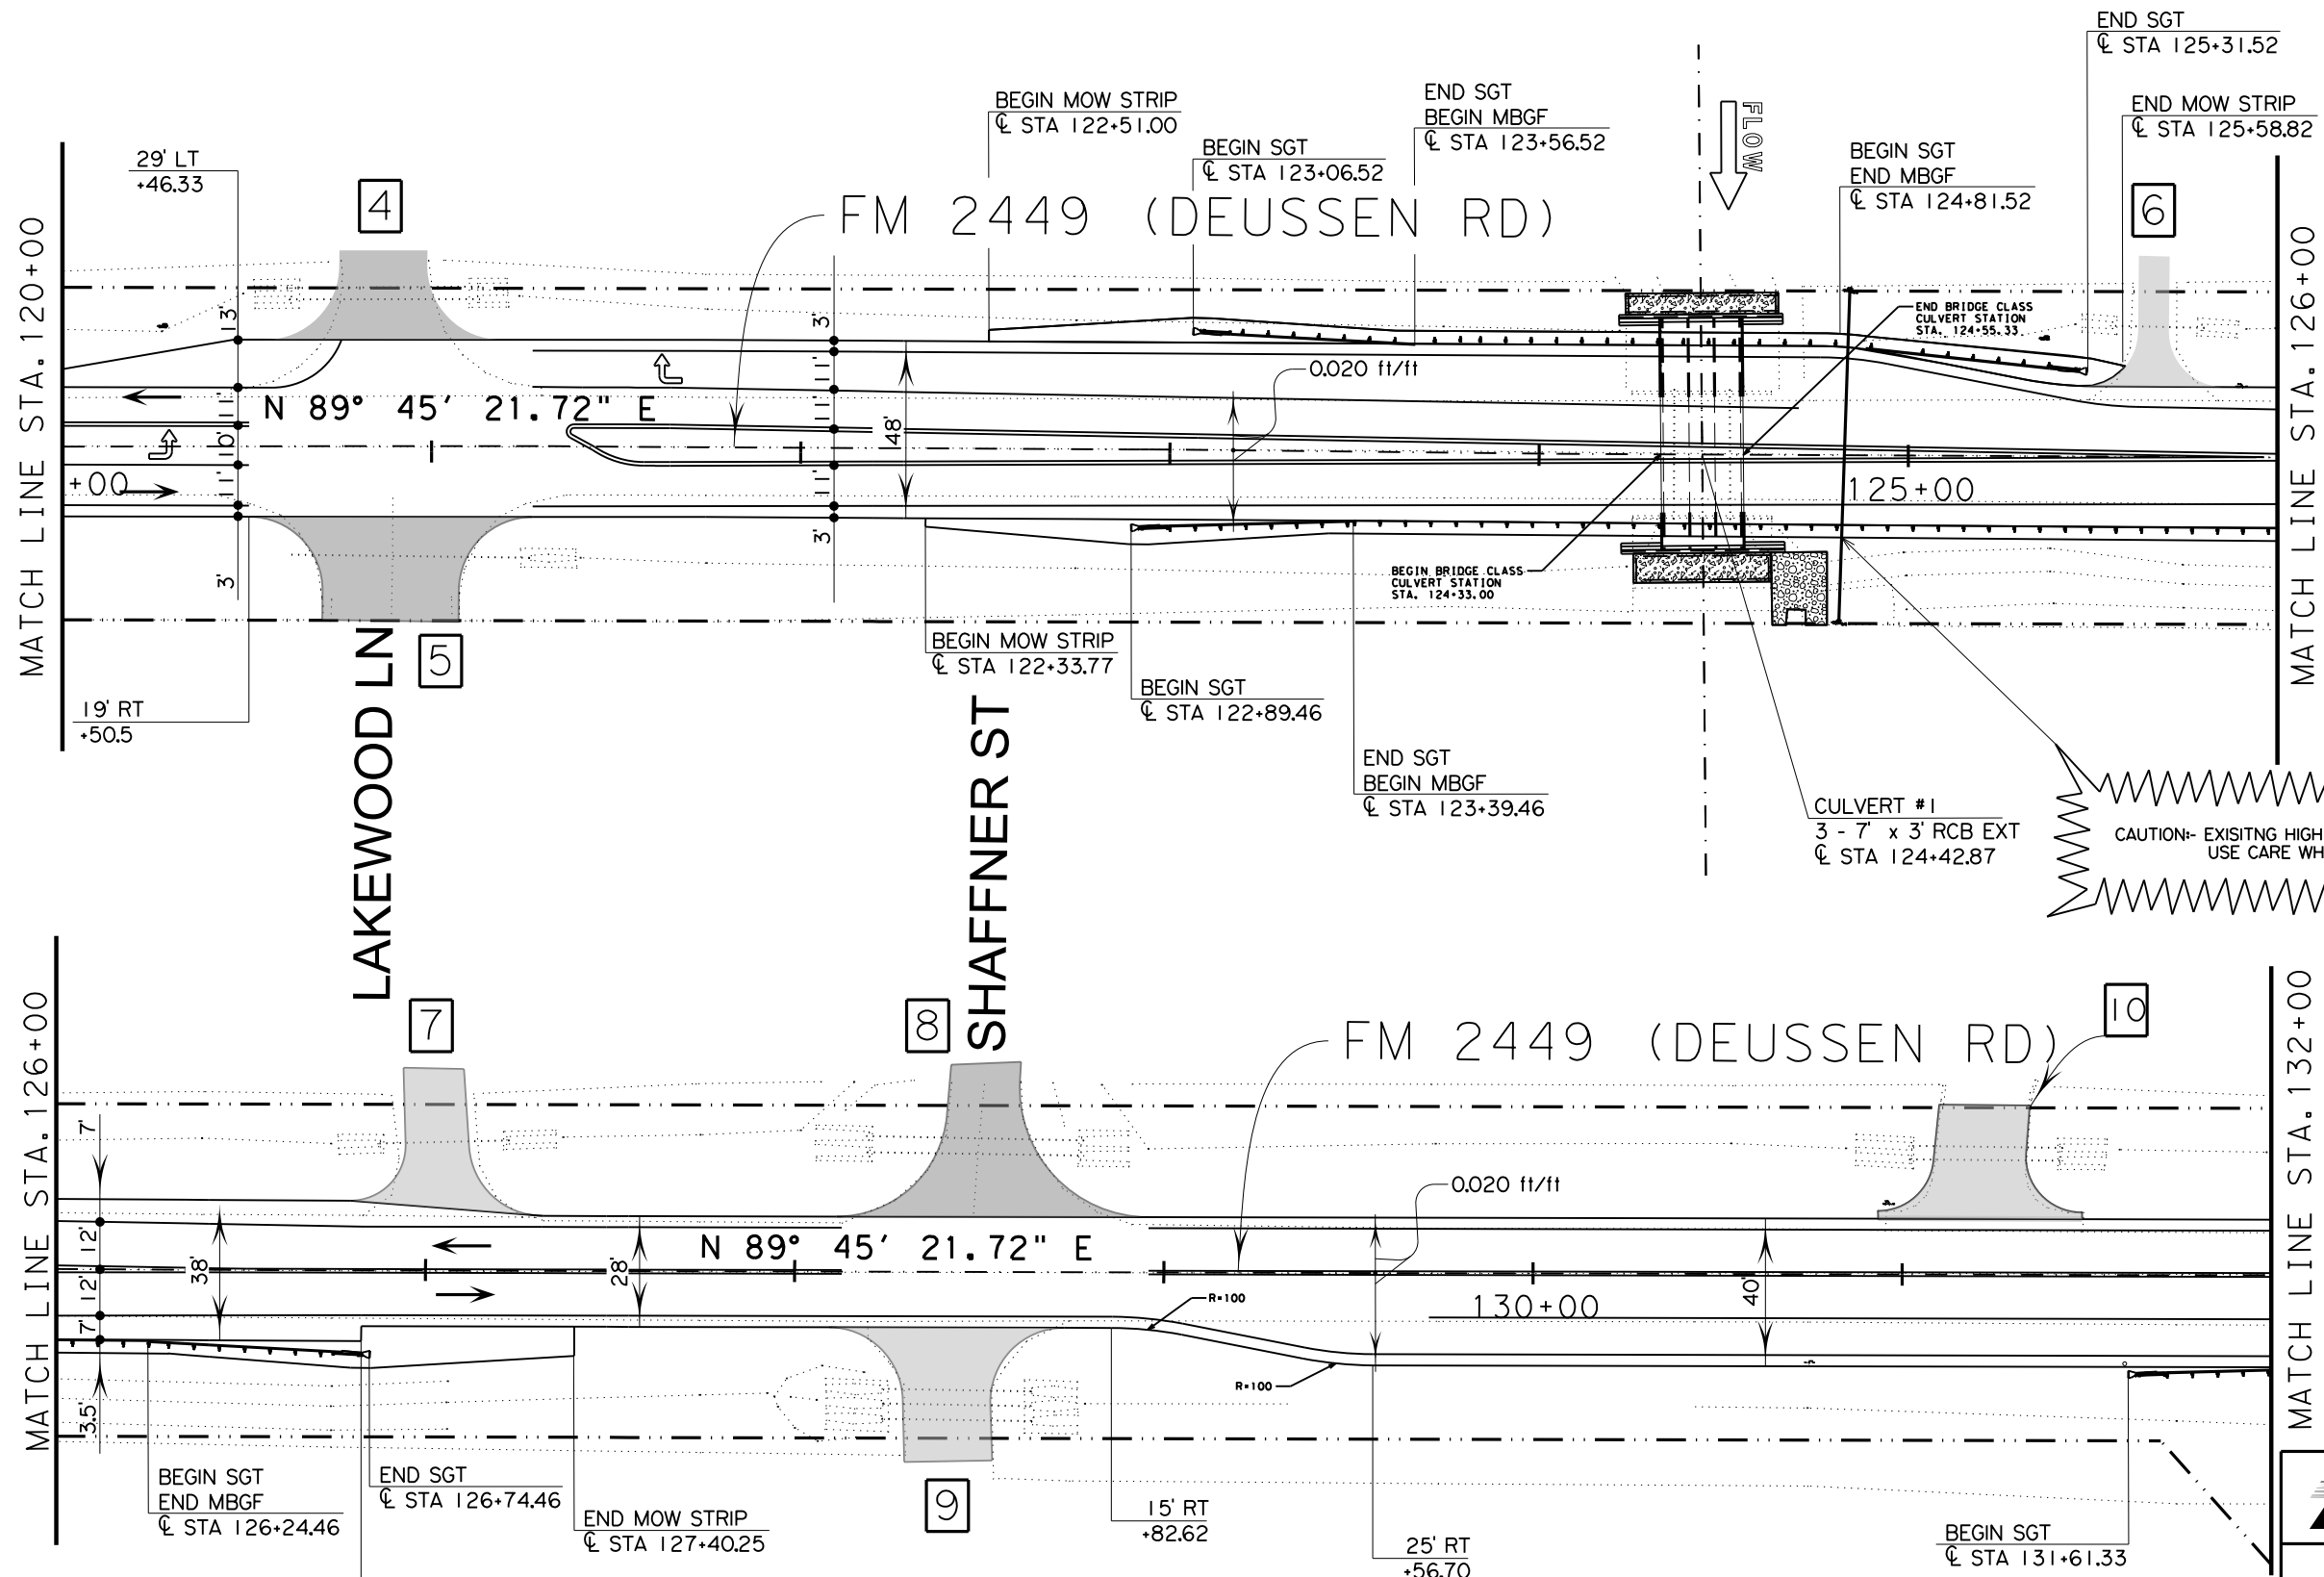 END SGT
℄ STA 125+31.52
BEGIN MOW STRIP
℄ STA 122+51.00
END SGT
BEGIN MBGF
℄ STA 123+56.52
END MOW STRIP
℄ STA 125+58.82
FLOW
29' LT
+46.33
BEGIN SGT
℄ STA 123+06.52
BEGIN SGT
END MBGF
℄ STA 124+81.52
4
FM 2449 (DEUSSEN RD)
6
MATCH LINE STA. 120+00
MATCH LINE STA. 126+00
13'
3'
END BRIDGE CLASS
CULVERT STATION
STA. 124+55.33
0.020 ft/ft
11'
11'
N 89° 45' 21.72" E
11'
11'
10'
48'
+00
11'
11'
125+00
3'
3'
BEGIN BRIDGE CLASS
CULVERT STATION
STA. 124+33.00
BEGIN MOW STRIP
℄ STA 122+33.77
5
BEGIN SGT
℄ STA 122+89.46
19' RT
+50.5
LAKEWOOD LN
SHAFFNER ST
END SGT
BEGIN MBGF
℄ STA 123+39.46
CULVERT #1
3 - 7' x 3' RCB EXT
℄ STA 124+42.87
CAUTION:- EXISITNG HIGH
USE CARE WH
MATCH LINE STA. 126+00
MATCH LINE STA. 132+00
7
8
FM 2449 (DEUSSEN RD)
10
7'
0.020 ft/ft
12'
N 89° 45' 21.72" E
38'
28'
12'
R=100
130+00
40'
7'
R=100
3.5'
BEGIN SGT
END MBGF
℄ STA 126+24.46
END SGT
℄ STA 126+74.46
END MOW STRIP
℄ STA 127+40.25
9
15' RT
+82.62
25' RT
+56.70
BEGIN SGT
℄ STA 131+61.33